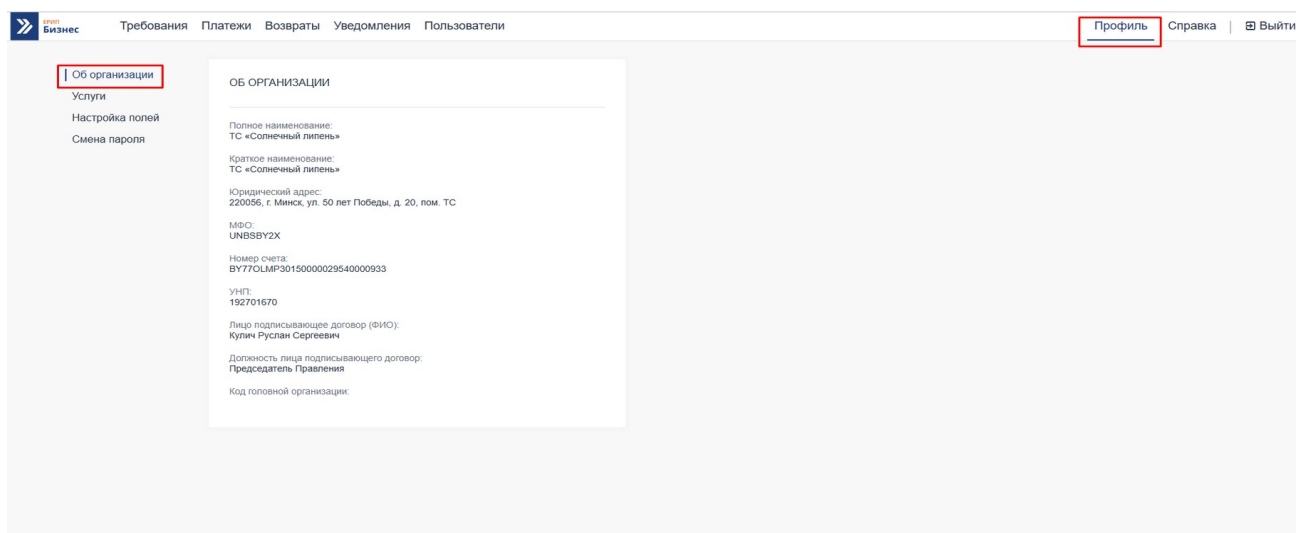 ЕРИП
Бизнес
Требования Платежи Возвраты Уведомления Пользователи
Профиль Справка | Выйти
Об организации
Услуги
Настройка полей
Смена пароля
ОБ ОРГАНИЗАЦИИ
Полное наименование:
ТС «Солнечный липень»
Краткое наименование:
ТС «Солнечный липень»
Юридический адрес:
220056, г. Минск, ул. 50 лет Победы, д. 20, пом. ТС
МФО:
UNBSBY2X
Номер счета:
BY77OLMP30150000029540000933
УНП:
192701670
Лицо подписывающее договор (ФИО):
Кулич Руслан Сергеевич
Должность лица подписывающего договор:
Председатель Правления
Код головной организации: